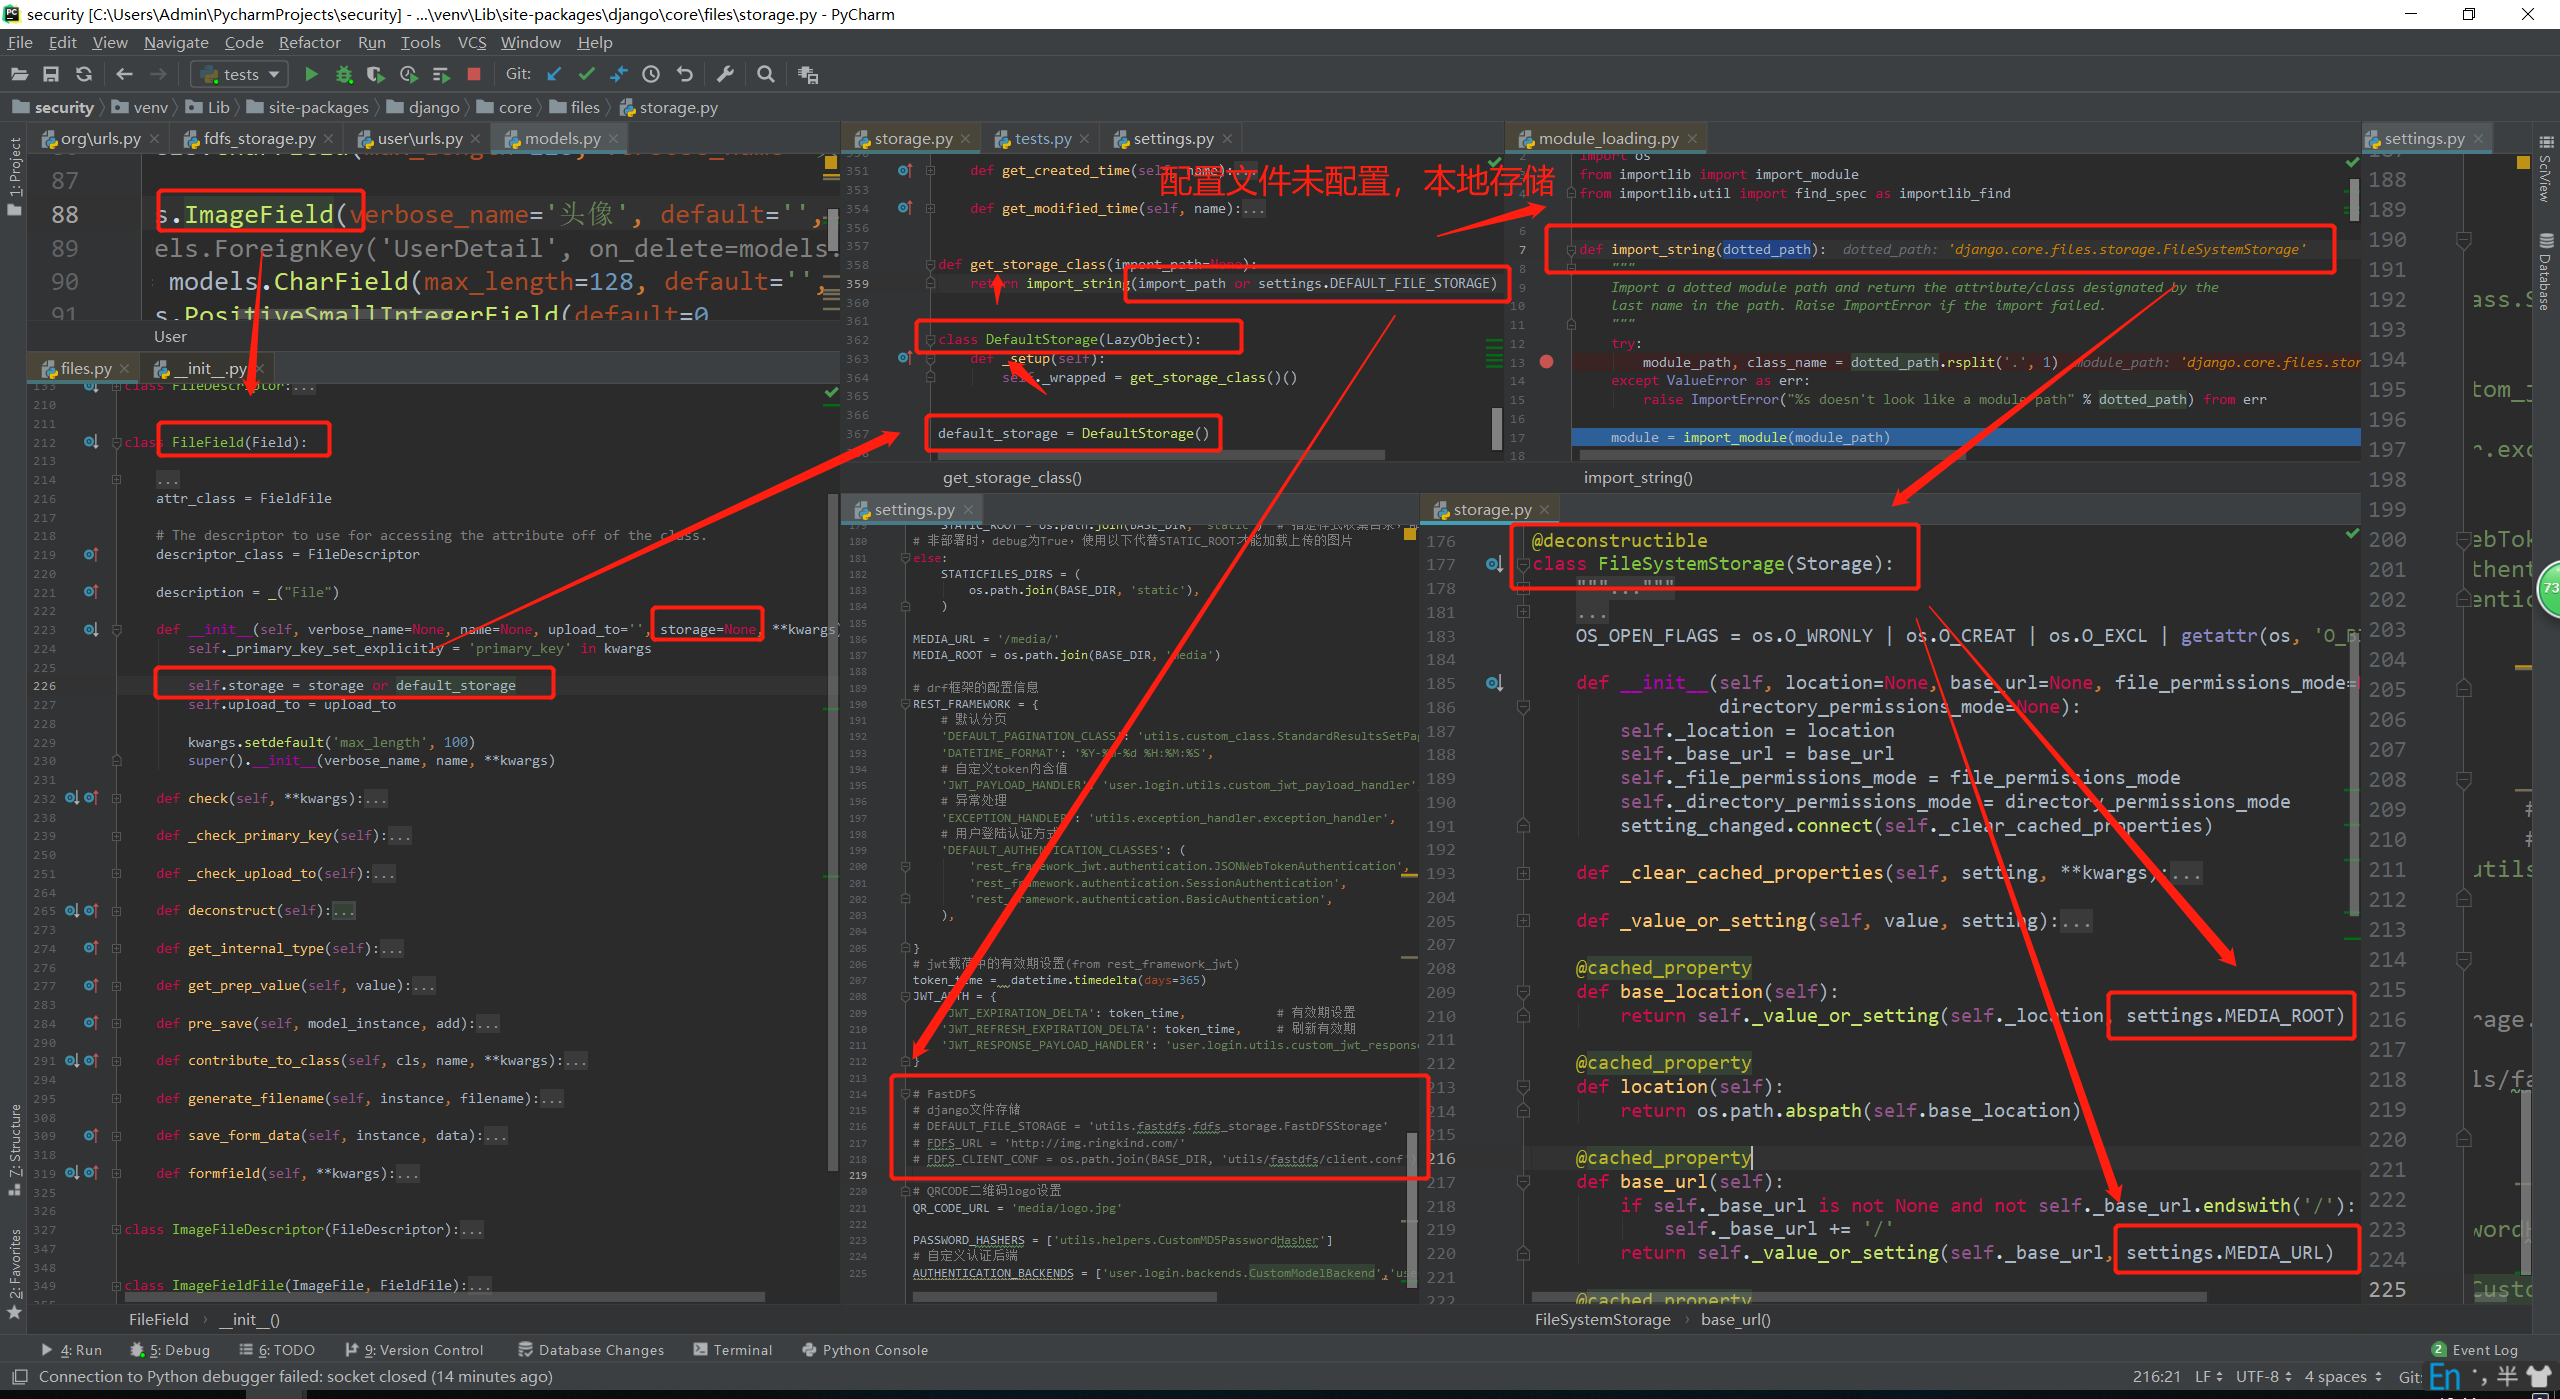 security [C:\Users\Admin\PycharmProjects\security] - ...\venv\Lib\site-packages\django\core\files\storage.py - PyCharm
File Edit View Navigate Code Refactor Run Tools VCS Window Help
tests Git:
security venv Lib site-packages django core files storage.py
org\urls.py fdfs_storage.py user\urls.py models.py
87
88 s.ImageField(verbose_name='头像', default='',
89 els.ForeignKey('UserDetail', on_delete=models.
90 models.CharField(max_length=128, default='',
91 s.PositiveSmallIntegerField(default=0
User
files.py __init__.py
class FileDescriptor:...
210
211
212 class FileField(Field):
213
214 ...
216 attr_class = FieldFile
217
218 # The descriptor to use for accessing the attribute off of the class.
219 descriptor_class = FileDescriptor
220
221 description = _("File")
222
223 def __init__(self, verbose_name=None, name=None, upload_to='', storage=None, **kwargs)
224 self._primary_key_set_explicitly = 'primary_key' in kwargs
225
226 self.storage = storage or default_storage
227 self.upload_to = upload_to
228
229 kwargs.setdefault('max_length', 100)
230 super().__init__(verbose_name, name, **kwargs)
231
232 def check(self, **kwargs):...
238
239 def _check_primary_key(self):...
250
251 def _check_upload_to(self):...
264
265 def deconstruct(self):...
273
274 def get_internal_type(self):...
276
277 def get_prep_value(self, value):...
283
284 def pre_save(self, model_instance, add):...
290
291 def contribute_to_class(self, cls, name, **kwargs):...
294
295 def generate_filename(self, instance, filename):...
308
309 def save_form_data(self, instance, data):...
318
319 def formfield(self, **kwargs):...
325
326
327 class ImageFileDescriptor(FileDescriptor):...
347
348
349 class ImageFieldFile(ImageFile, FieldFile):...
FileField › __init__()
storage.py tests.py settings.py
配置文件未配置，本地存储
351 def get_created_time(self, name):...
353
354 def get_modified_time(self, name):...
356
357
358 def get_storage_class(import_path=None):
359 return import_string(import_path or settings.DEFAULT_FILE_STORAGE)
360
361
362 class DefaultStorage(LazyObject):
363 def _setup(self):
364 self._wrapped = get_storage_class()()
365
366
367 default_storage = DefaultStorage()
get_storage_class()
module_loading.py
import os
from importlib import import_module
4 from importlib.util import find_spec as importlib_find
6
7 def import_string(dotted_path): dotted_path: 'django.core.files.storage.FileSystemStorage'
8 """
9 Import a dotted module path and return the attribute/class designated by the
10 last name in the path. Raise ImportError if the import failed.
11 """
12 try:
13 module_path, class_name = dotted_path.rsplit('.', 1) module_path: 'django.core.files.stor
14 except ValueError as err:
15 raise ImportError("%s doesn't look like a module path" % dotted_path) from err
16
17 module = import_module(module_path)
18
import_string()
settings.py
STATIC_ROOT = os.path.join(BASE_DIR, 'static')
180 # 非部署时，debug为True，使用以下代替STATIC_ROOT才能加载上传的图片
181 else:
182 STATICFILES_DIRS = (
183 os.path.join(BASE_DIR, 'static'),
184 )
185
186 MEDIA_URL = '/media/'
187 MEDIA_ROOT = os.path.join(BASE_DIR, 'media')
188
189 # drf框架的配置信息
190 REST_FRAMEWORK = {
191 # 默认分页
192 'DEFAULT_PAGINATION_CLASS': 'utils.custom_class.StandardResultsSetPag
193 'DATETIME_FORMAT': '%Y-%m-%d %H:%M:%S',
194 # 自定义token内含值
195 'JWT_PAYLOAD_HANDLER': 'user.login.utils.custom_jwt_payload_handler'
196 # 异常处理
197 'EXCEPTION_HANDLER': 'utils.exception_handler.exception_handler',
198 # 用户登陆认证方式
199 'DEFAULT_AUTHENTICATION_CLASSES': (
200 'rest_framework_jwt.authentication.JSONWebTokenAuthentication',
201 'rest_framework.authentication.SessionAuthentication',
202 'rest_framework.authentication.BasicAuthentication',
203 ),
204
205 }
206 # jwt载荷中的有效期设置(from rest_framework_jwt)
207 token_time = datetime.timedelta(days=365)
208 JWT_AUTH = {
209 'JWT_EXPIRATION_DELTA': token_time, # 有效期设置
210 'JWT_REFRESH_EXPIRATION_DELTA': token_time, # 刷新有效期
211 'JWT_RESPONSE_PAYLOAD_HANDLER': 'user.login.utils.custom_jwt_respons
212 }
213
214 # FastDFS
215 # django文件存储
216 # DEFAULT_FILE_STORAGE = 'utils.fastdfs.fdfs_storage.FastDFSStorage'
217 # FDFS_URL = 'http://img.ringkind.com/'
218 # FDFS_CLIENT_CONF = os.path.join(BASE_DIR, 'utils/fastdfs/client.conf')
219
220 # QRCODE二维码logo设置
221 QR_CODE_URL = 'media/logo.jpg'
222
223 PASSWORD_HASHERS = ['utils.helpers.CustomMD5PasswordHasher']
224 # 自定义认证后端
225 AUTHENTICATION_BACKENDS = ['user.login.backends.CustomModelBackend','use
storage.py
176 @deconstructible
177 class FileSystemStorage(Storage):
178 """..."""
181 ...
183 OS_OPEN_FLAGS = os.O_WRONLY | os.O_CREAT | os.O_EXCL | getattr(os, 'O_BI
184
185 def __init__(self, location=None, base_url=None, file_permissions_mode=
186 directory_permissions_mode=None):
187 self._location = location
188 self._base_url = base_url
189 self._file_permissions_mode = file_permissions_mode
190 self._directory_permissions_mode = directory_permissions_mode
191 setting_changed.connect(self._clear_cached_properties)
192
193 def _clear_cached_properties(self, setting, **kwargs):...
204
205 def _value_or_setting(self, value, setting):...
207
208 @cached_property
209 def base_location(self):
210 return self._value_or_setting(self._location, settings.MEDIA_ROOT)
211
212 @cached_property
213 def location(self):
214 return os.path.abspath(self.base_location)
215
216 @cached_property
217 def base_url(self):
218 if self._base_url is not None and not self._base_url.endswith('/'):
219 self._base_url += '/'
220 return self._value_or_setting(self._base_url, settings.MEDIA_URL)
221
222 @cached_property
FileSystemStorage › base_url()
settings.py
188
189
190
191
192 ass.S
193
194
195 tom_j
196
197 r.exc
198
199
200 ebTok
201 thent
202 entic
203
204
205
206
207
208
209 #
210 #
211 utils
212
213
214
215
216 rage.
217
218 ls/fa
219
220
221
222
223 word
224
225 Custo
1: Project
7: Structure
2: Favorites
SciView
Database
73
4: Run 5: Debug 6: TODO 9: Version Control Database Changes Terminal Python Console
2 Event Log
Connection to Python debugger failed: socket closed (14 minutes ago)
216:21 LF UTF-8 4 spaces Git: En 半